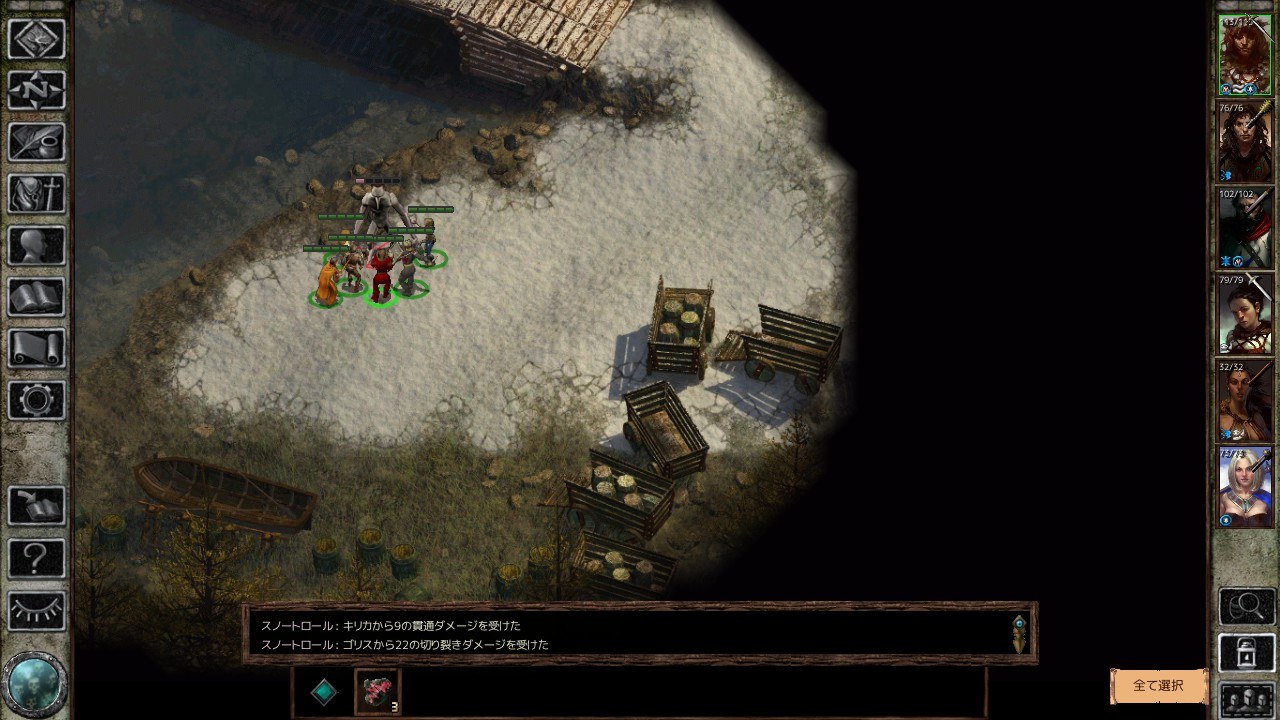 76/76
102/102
79/79
32/32
スノートロール: キリカから9の貫通ダメージを受けた
スノートロール: ゴリスから22の切り裂きダメージを受けた
3
全て選択
N